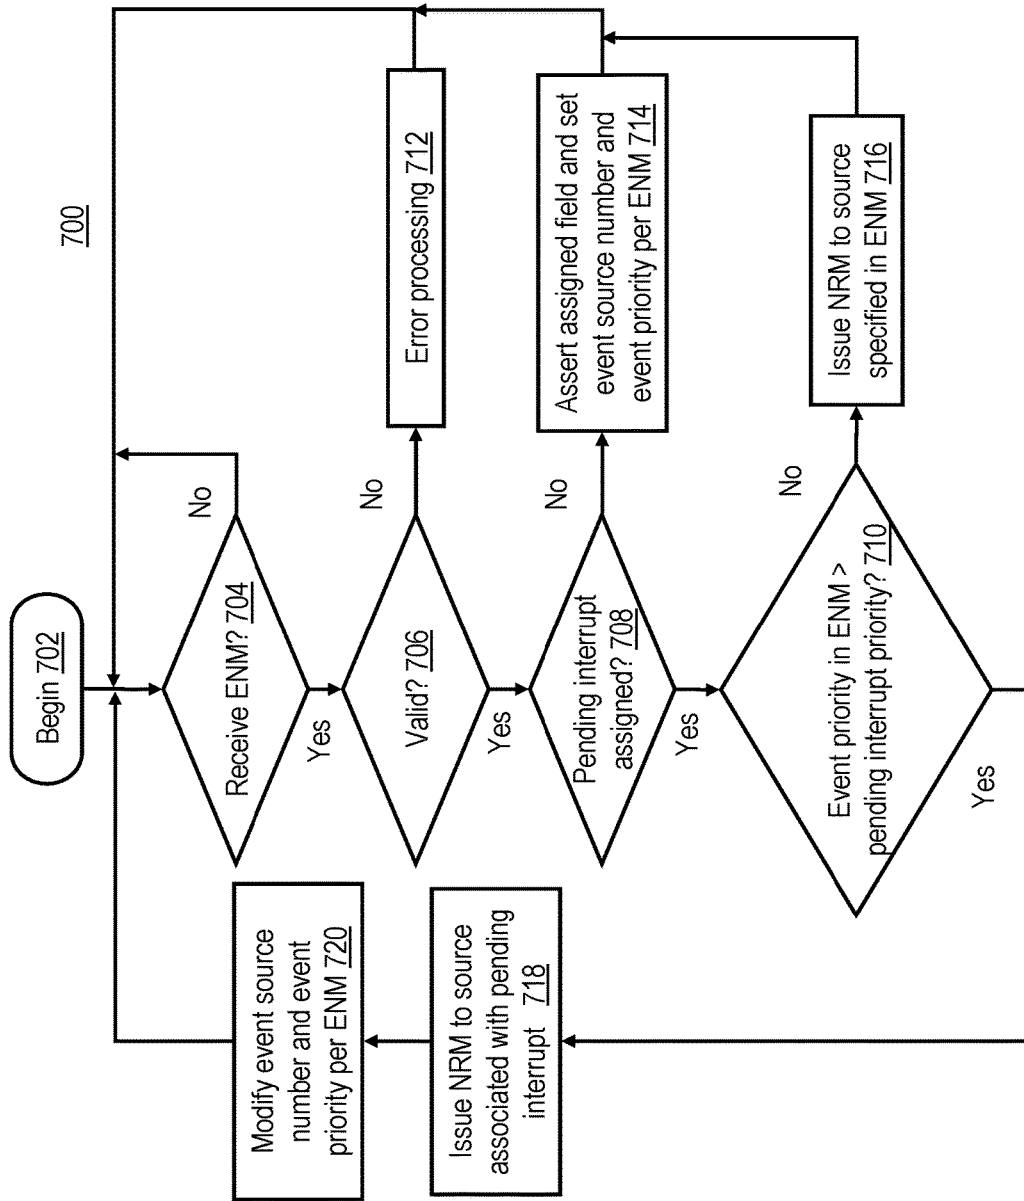 700
Begin 702
Receive ENM? 704
No
Yes
Valid? 706
No
Error processing 712
Yes
Pending interrupt
assigned? 708
No
Assert assigned field and set
event source number and
event priority per ENM 714
Yes
Event priority in ENM >
pending interrupt priority? 710
No
Issue NRM to source
specified in ENM 716
Yes
Issue NRM to source
associated with pending
interrupt 718
Modify event source
number and event
priority per ENM 720